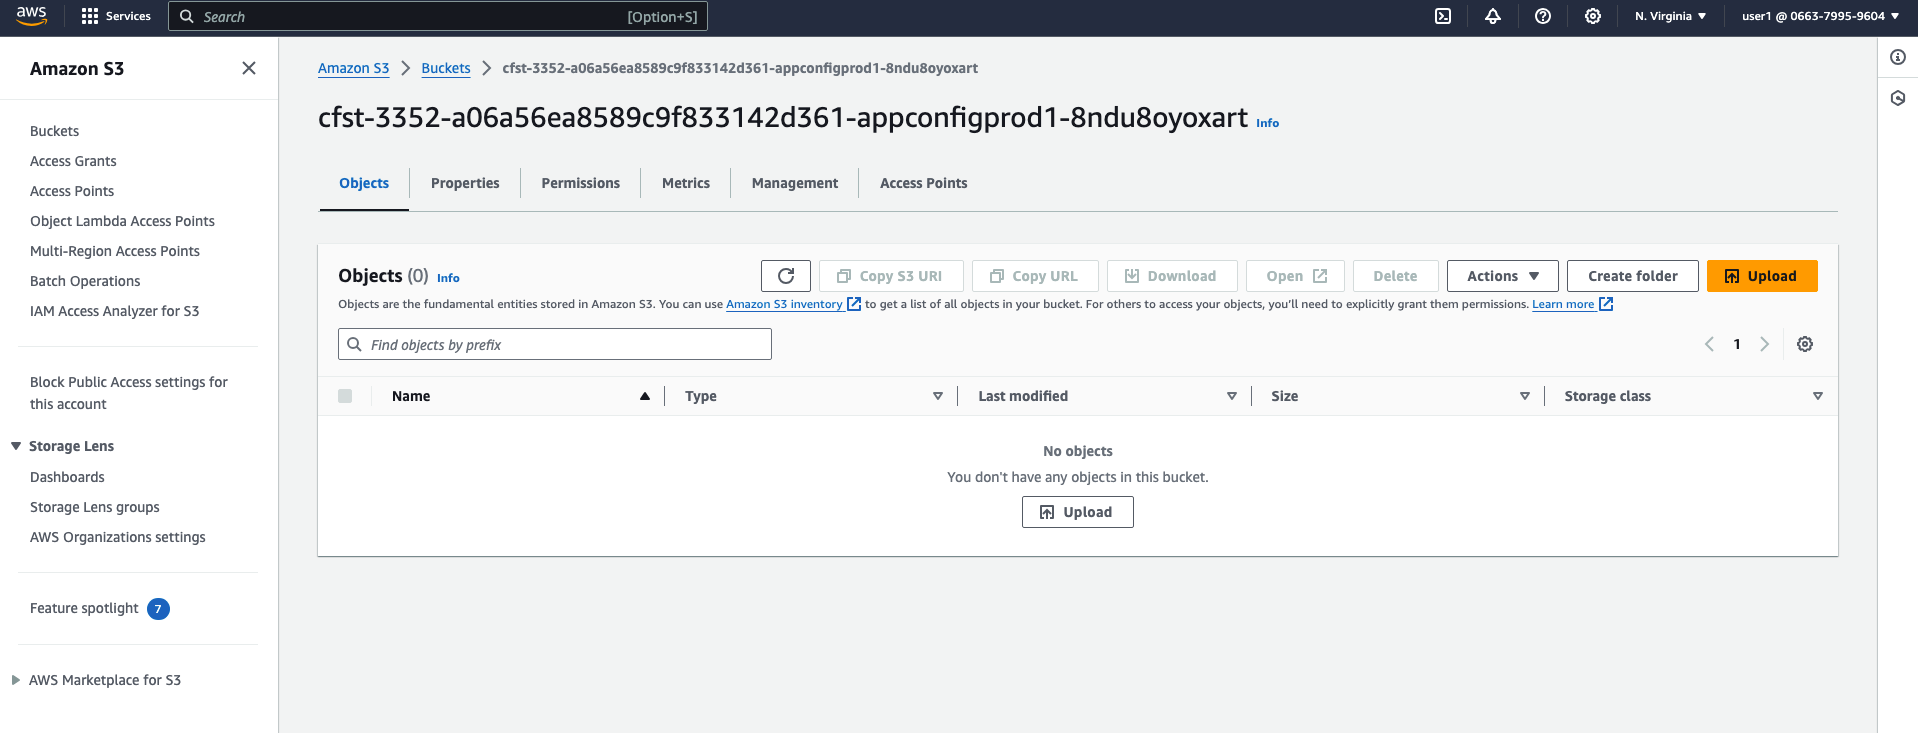 aws
Services
Search
[Option+S]
N. Virginia
user1 @ 0663-7995-9604
Amazon S3
Buckets
Access Grants
Access Points
Object Lambda Access Points
Multi-Region Access Points
Batch Operations
IAM Access Analyzer for S3
Block Public Access settings for
this account
Storage Lens
Dashboards
Storage Lens groups
AWS Organizations settings
Feature spotlight 7
AWS Marketplace for S3
Amazon S3 > Buckets > cfst-3352-a06a56ea8589c9f833142d361-appconfigprod1-8ndu8oyoxart
cfst-3352-a06a56ea8589c9f833142d361-appconfigprod1-8ndu8oyoxart Info
Objects
Properties
Permissions
Metrics
Management
Access Points
Objects (0) Info
Copy S3 URI
Copy URL
Download
Open
Delete
Actions
Create folder
Upload
Objects are the fundamental entities stored in Amazon S3. You can use Amazon S3 inventory to get a list of all objects in your bucket. For others to access your objects, you’ll need to explicitly grant them permissions. Learn more
Find objects by prefix
1
Name
Type
Last modified
Size
Storage class
No objects
You don't have any objects in this bucket.
Upload